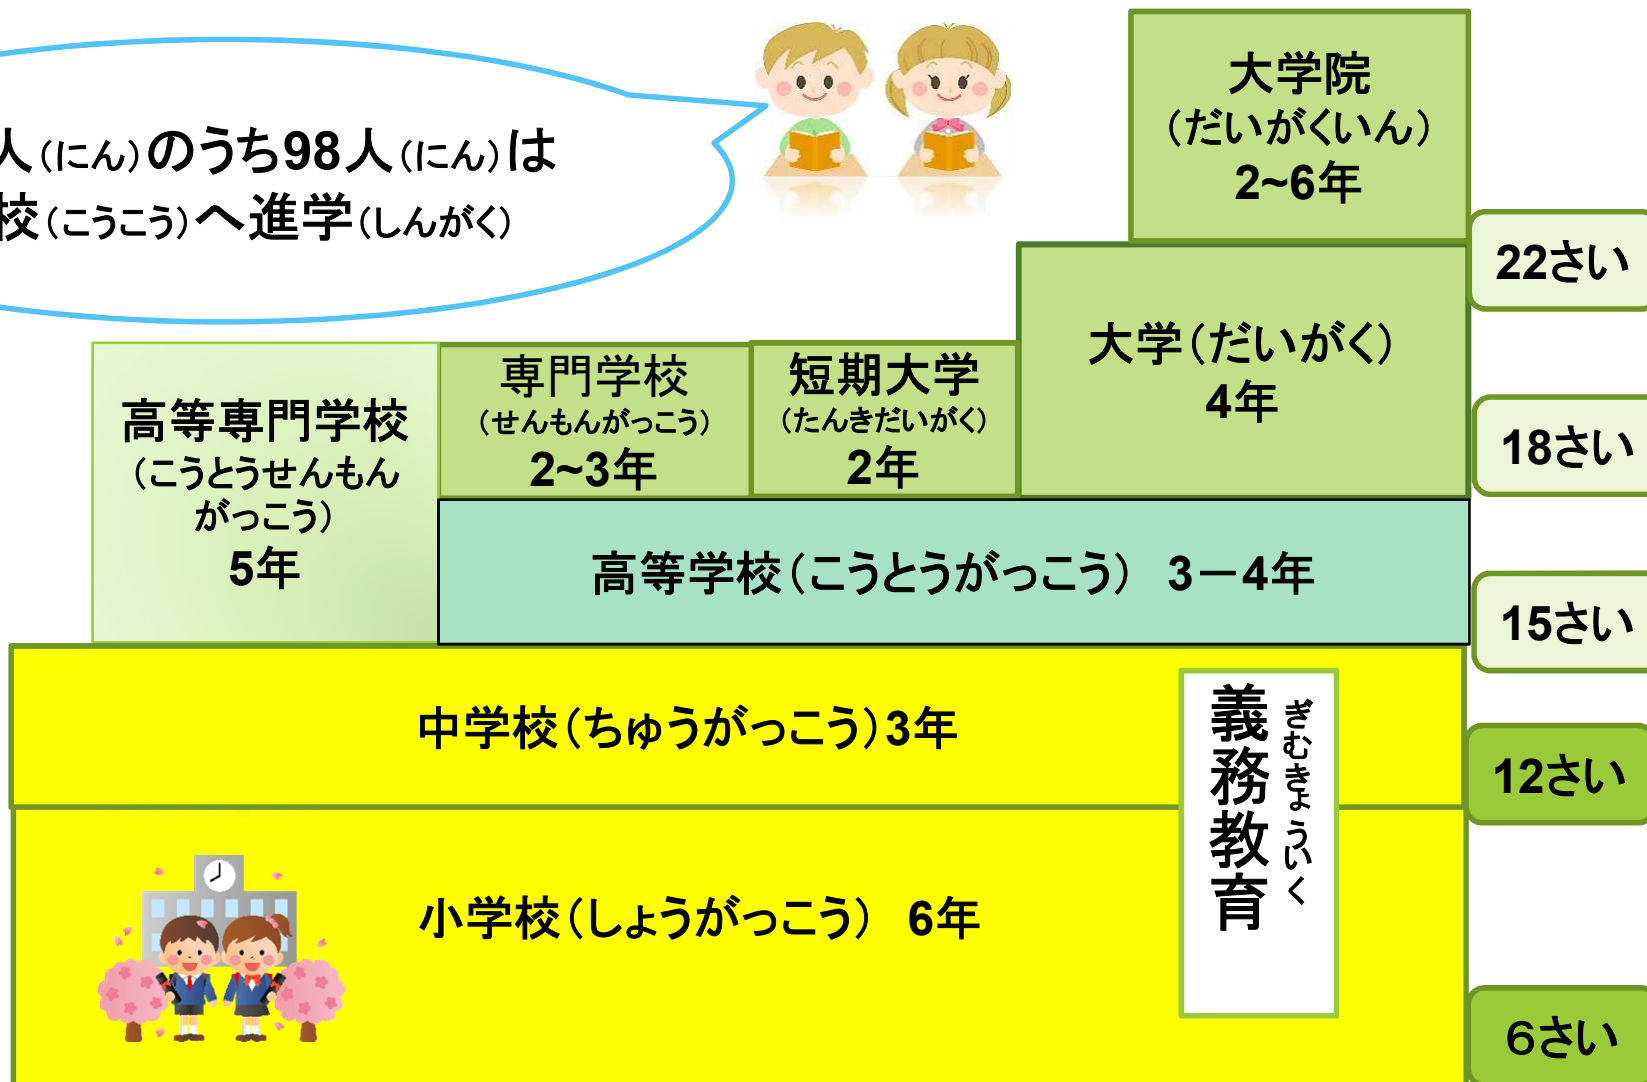 人(にん)のうち98人(にん)は
校(こうこう)へ進学(しんがく)
大学院
(だいがくいん)
2~6年
22さい
大学(だいがく)
4年
高等専門学校
(こうとうせんもん
がっこう)
5年
専門学校
(せんもんがっこう)
2~3年
短期大学
(たんきだいがく)
2年
18さい
高等学校(こうとうがっこう) 3ー4年
15さい
中学校(ちゅうがっこう)3年
義務教育
ぎむきょういく
12さい
小学校(しょうがっこう) 6年
6さい